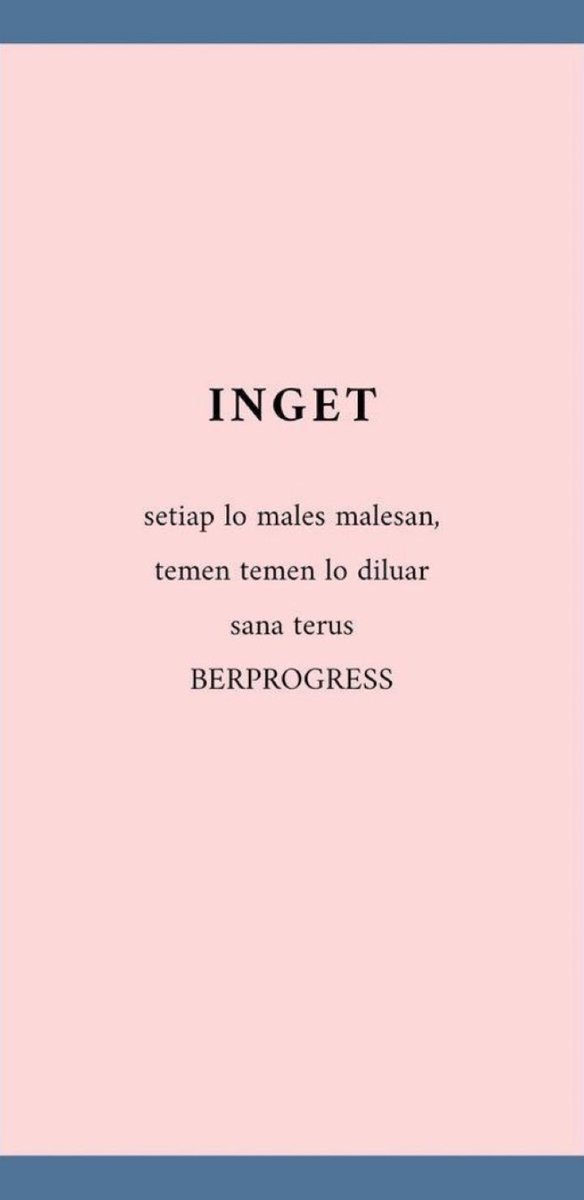 INGET
setiap lo males malesan,
temen temen lo diluar
sana terus
BERPROGRESS